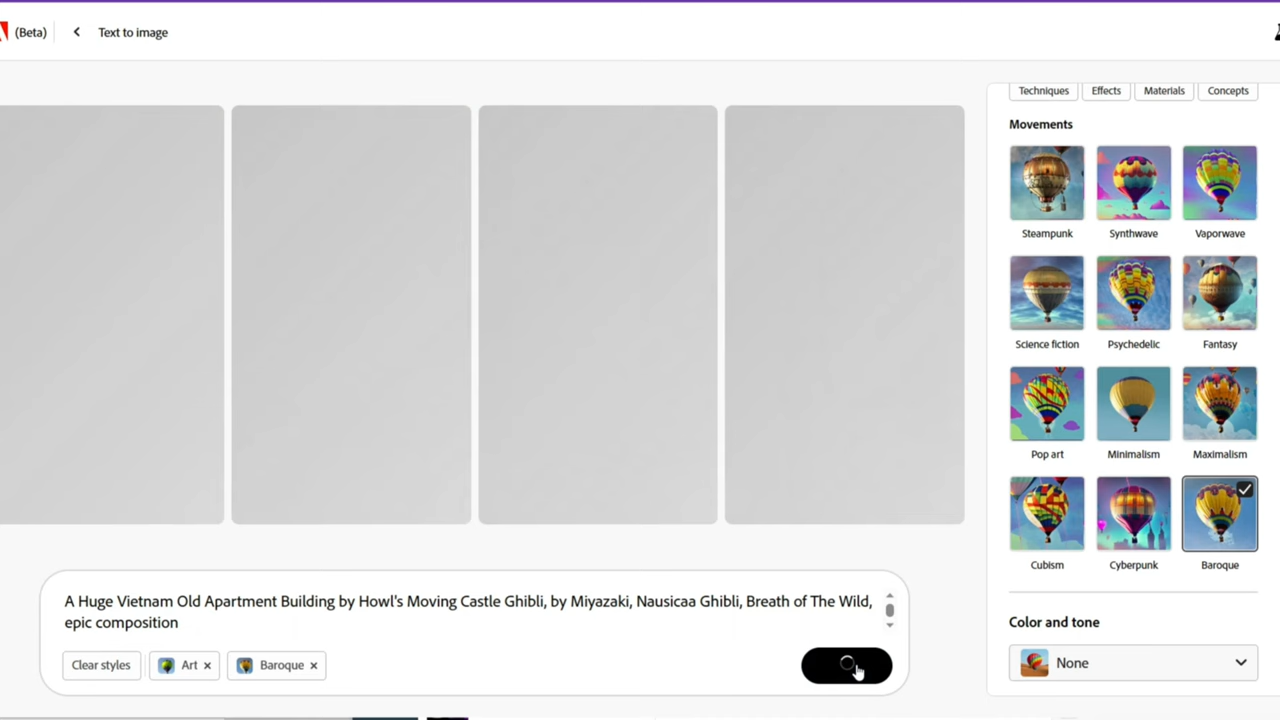 (Beta)
Text to image
Techniques Effects Materials Concepts
Movements
Steampunk Synthwave Vaporwave
Science fiction Psychedelic Fantasy
Pop art Minimalism Maximalism
Cubism Cyberpunk Baroque
Color and tone
None
A Huge Vietnam Old Apartment Building by Howl's Moving Castle Ghibli, by Miyazaki, Nausicaa Ghibli, Breath of The Wild,
epic composition
Clear styles Art × Baroque ×